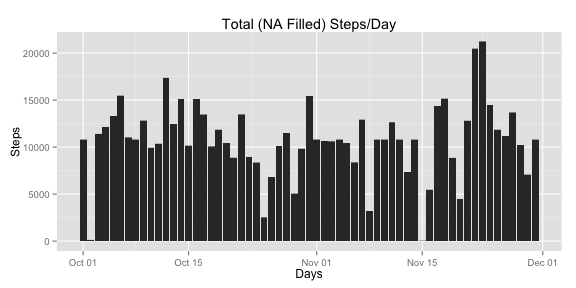 Total (NA Filled) Steps/Day
Steps
20000
15000
10000
5000
0
Oct 01
Oct 15
Nov 01
Nov 15
Dec 01
Days